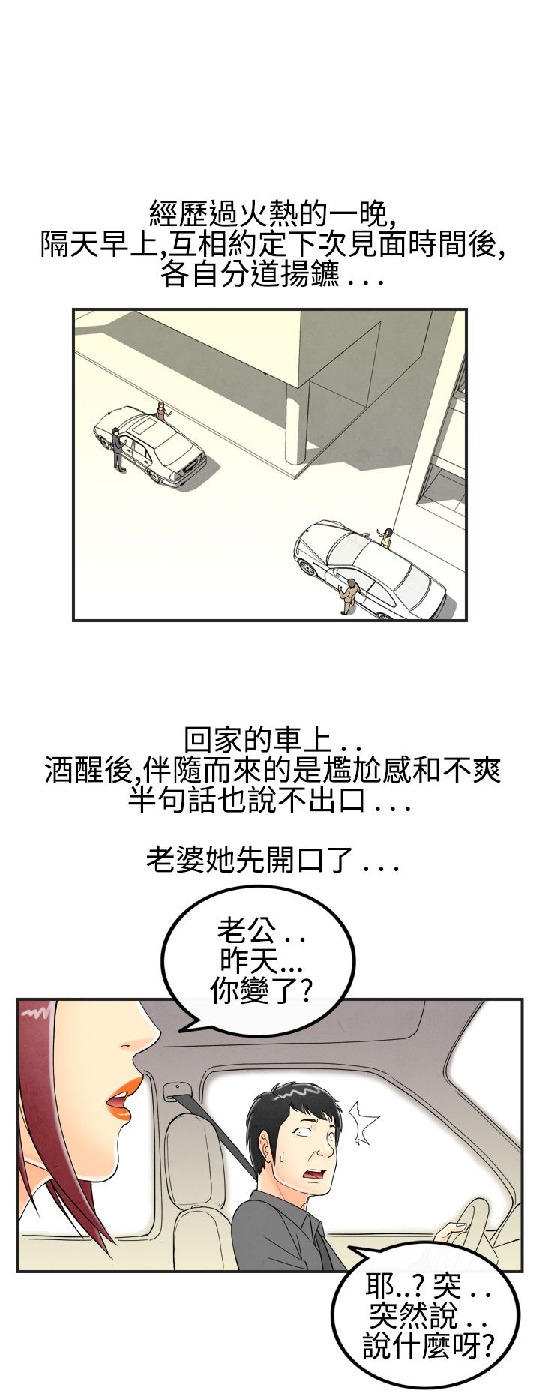 經歷過火熱的一晚,
隔天早上,互相約定下次見面時間後,
各自分道揚鑣...
回家的車上..
酒醒後,伴隨而來的是尷尬感和不爽
半句話也說不出口...
老婆她先開口了...
老公..
昨天...
你變了?
耶..?突..
突然說..
說什麼呀?